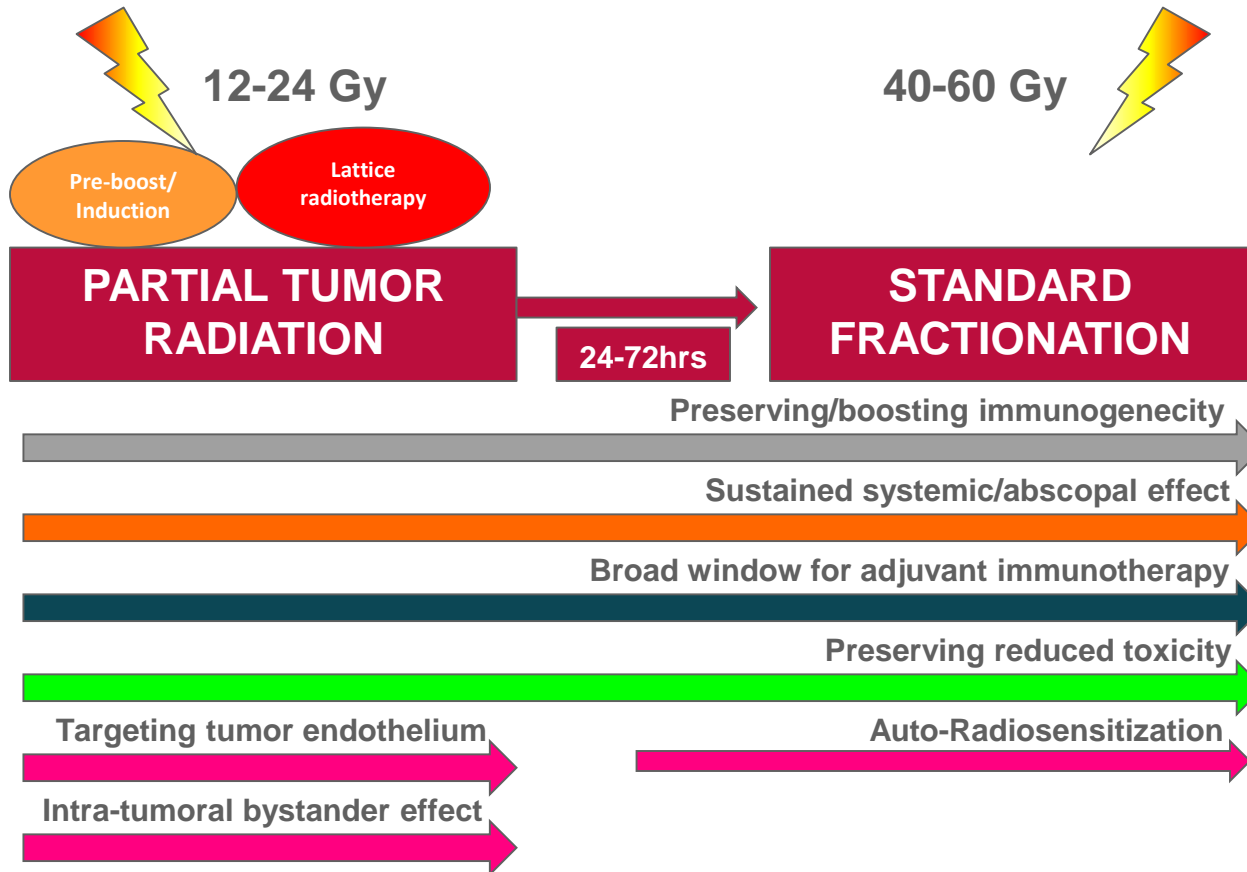 12-24 Gy
40-60 Gy
Pre-boost/
Induction
Lattice
radiotherapy
PARTIAL TUMOR
RADIATION
24-72hrs
STANDARD
FRACTIONATION
Preserving/boosting immunogenecity
Sustained systemic/abscopal effect
Broad window for adjuvant immunotherapy
Preserving reduced toxicity
Targeting tumor endothelium
Auto-Radiosensitization
Intra-tumoral bystander effect